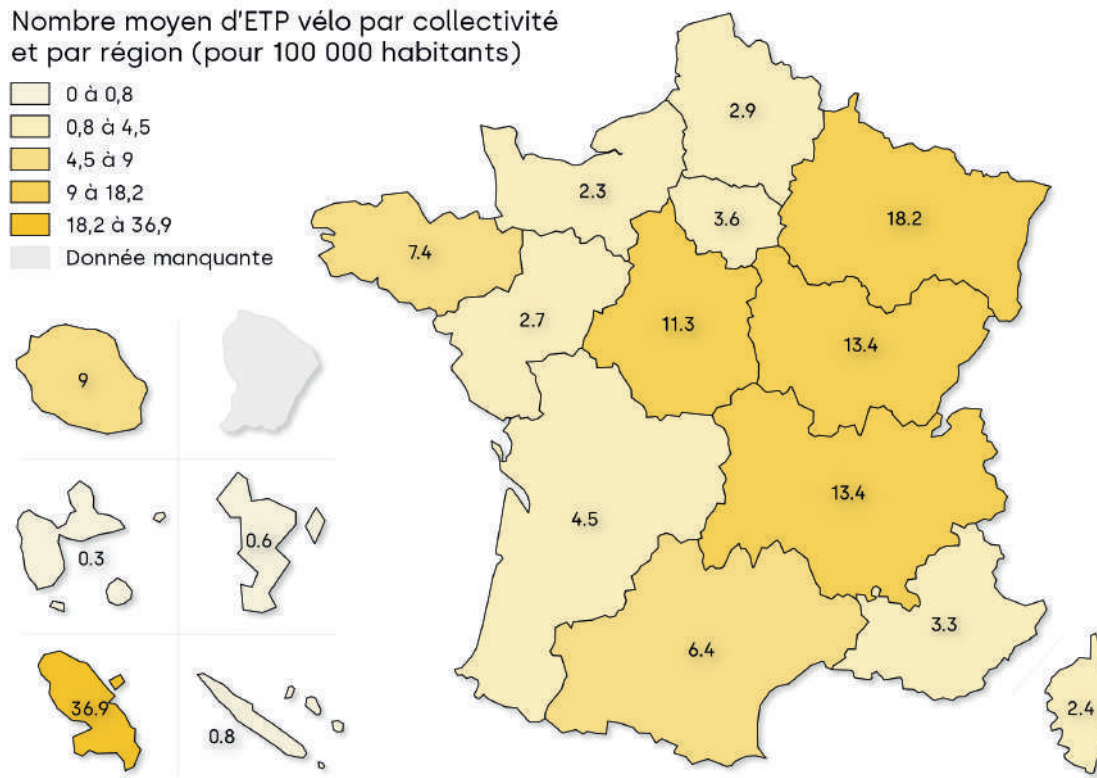 Nombre moyen d'ETP vélo par collectivité
et par région (pour 100 000 habitants)
0 à 0,8
0,8 à 4,5
4,5 à 9
9 à 18,2
18,2 à 36,9
Donnée manquante
2.9
2.3
3.6
18.2
7.4
2.7
11.3
13.4
9
13.4
4.5
0.3
0.6
3.3
6.4
36.9
0.8
2.4